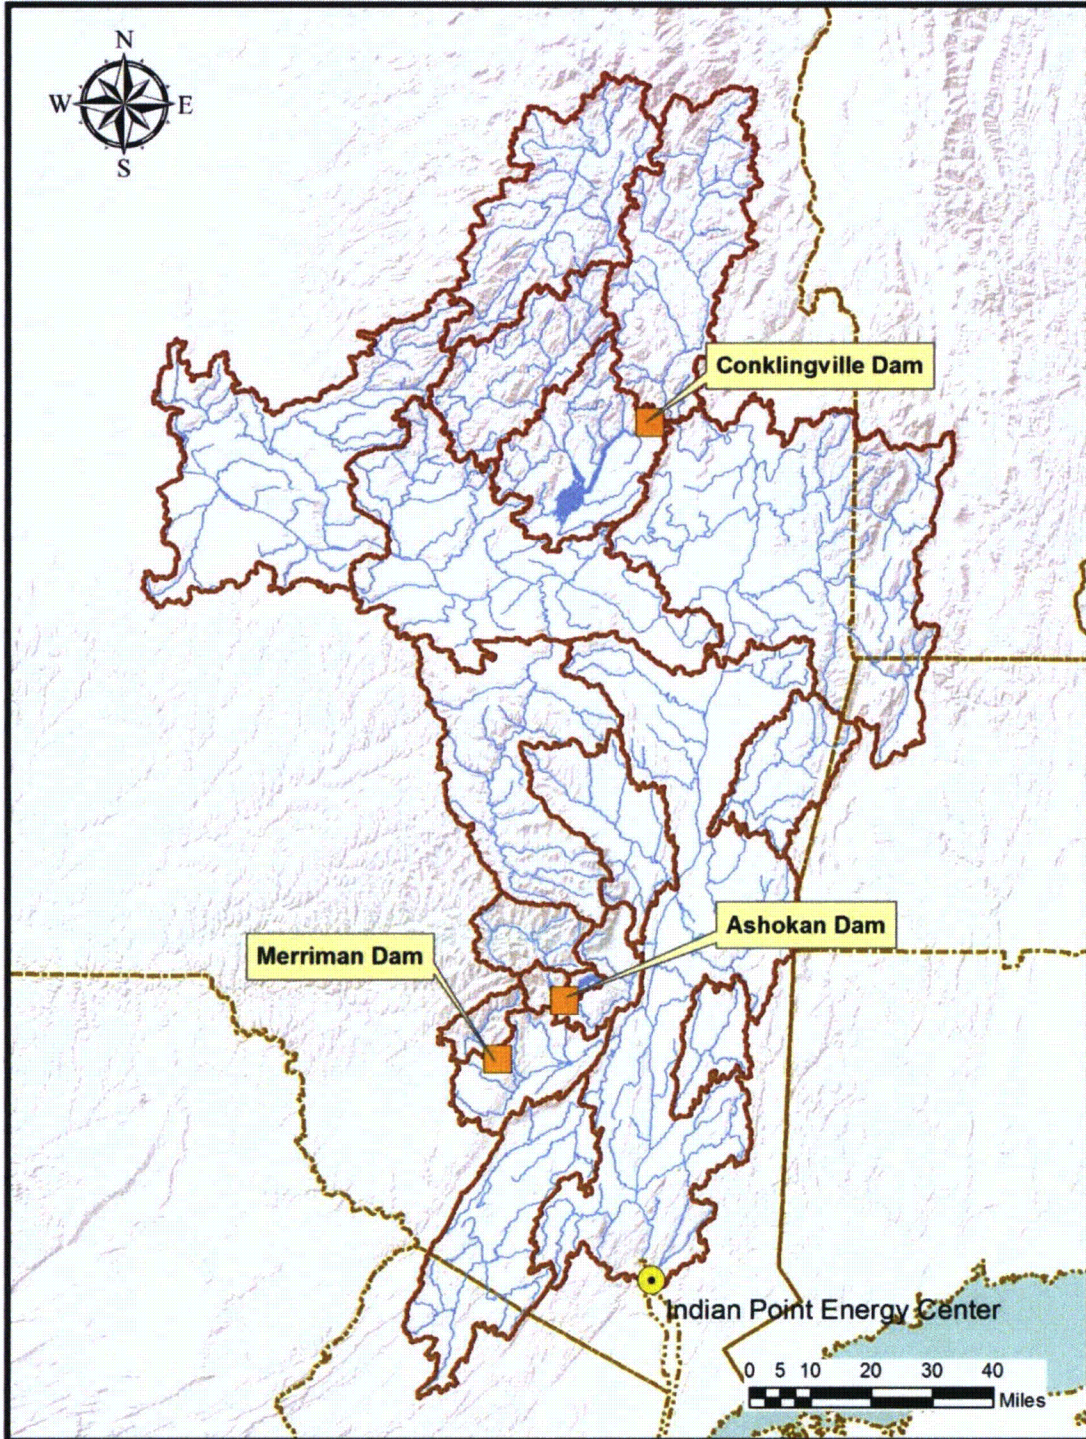 N
W E
S
Conklingville Dam
Ashokan Dam
Merriman Dam
Indian Point Energy Center
0 5 10 20 30 40
Miles